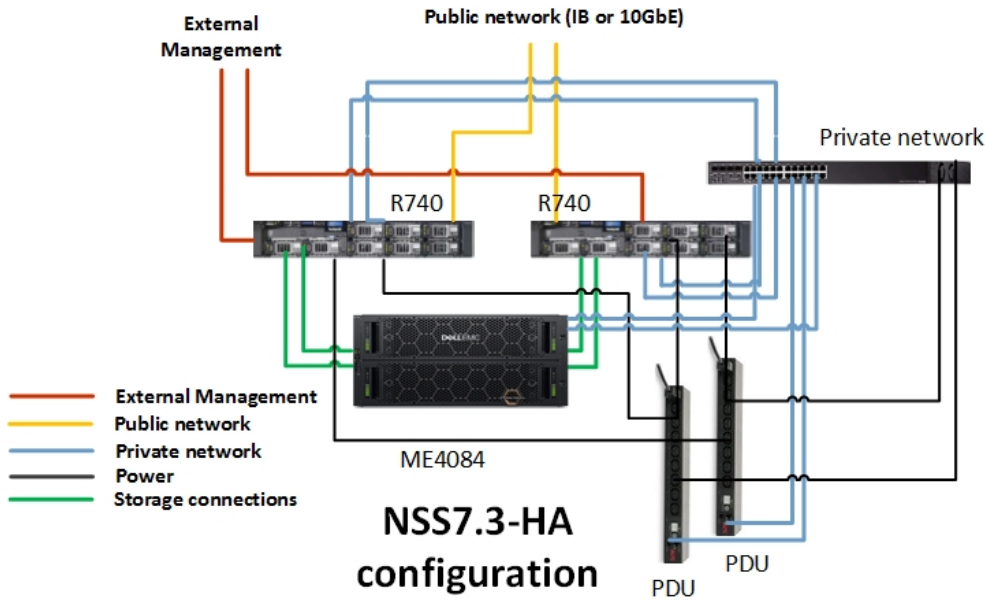 Public network (IB or 10GbE)
External
Management
Private network
R740
R740
DELLEMC
External Management
Public network
Private network
Power
Storage connections
ME4084
NSS7.3-HA
configuration
PDU
PDU